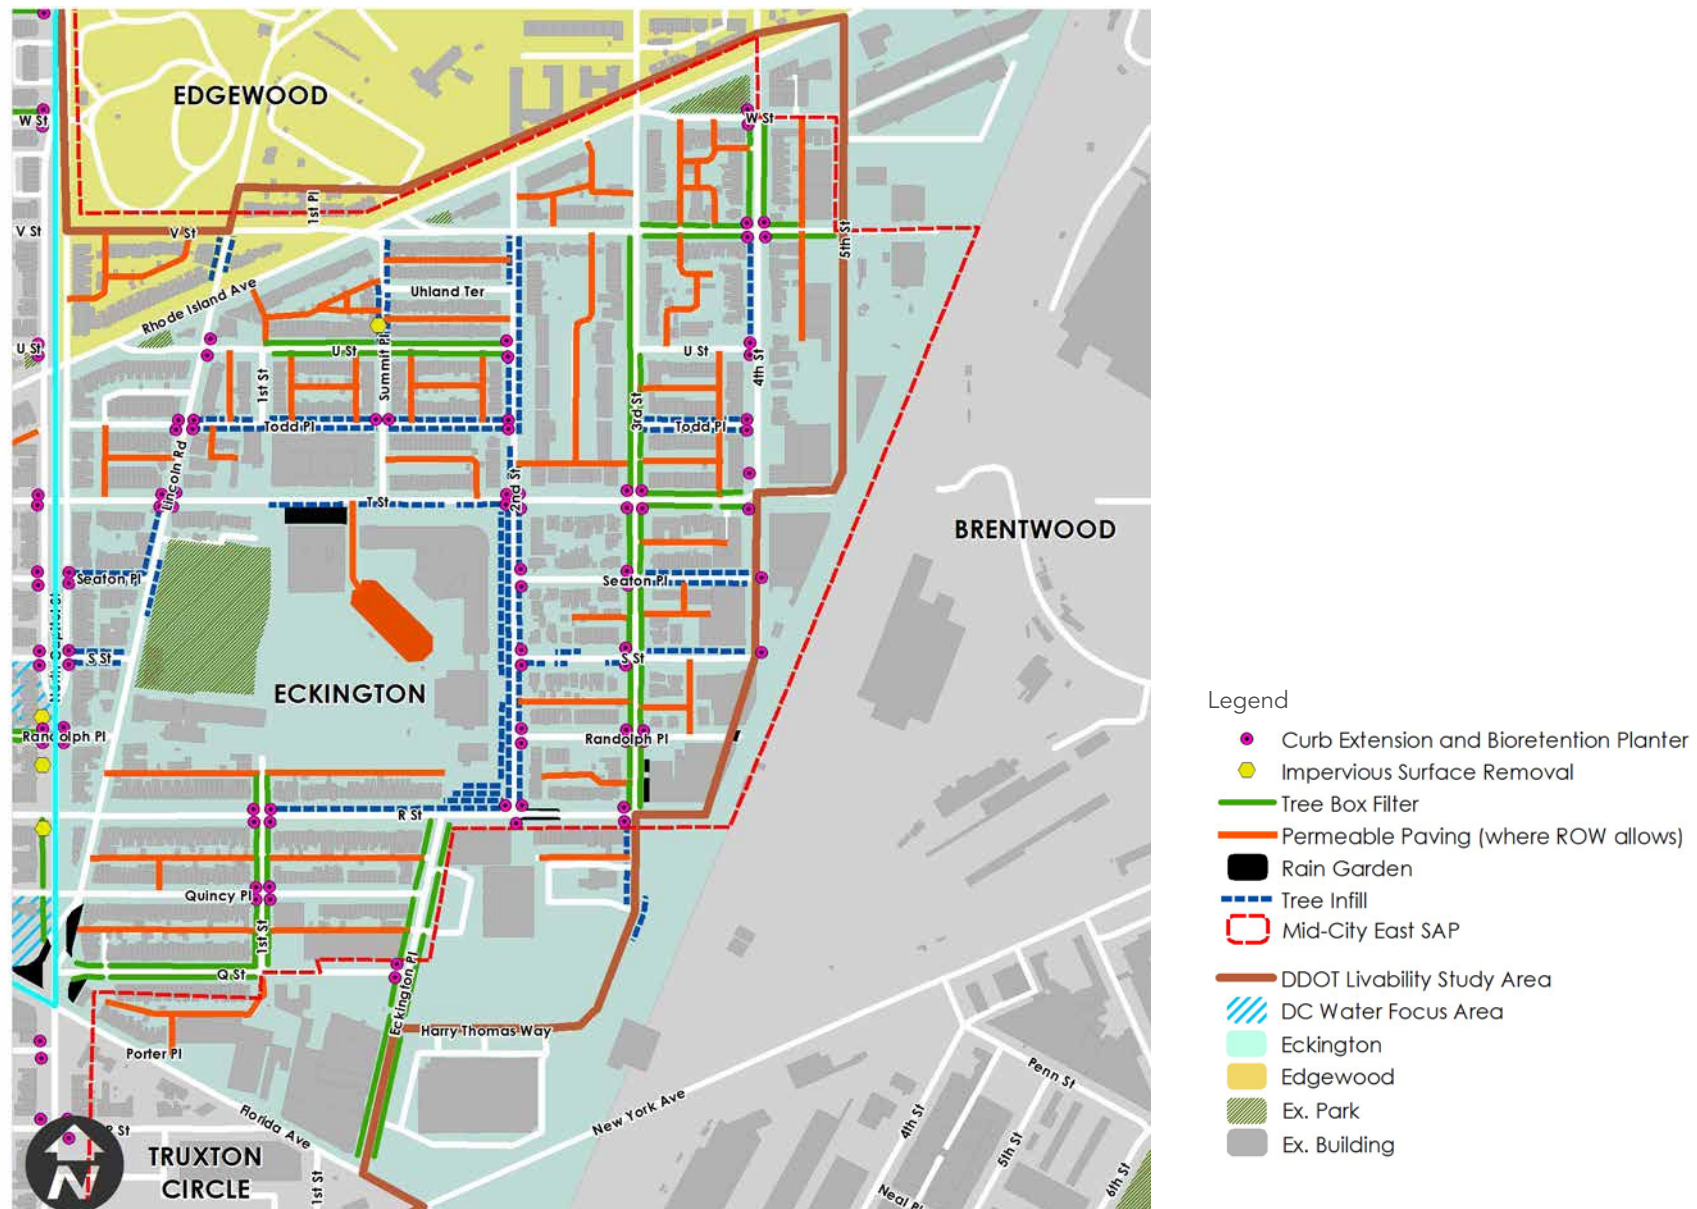 EDGEWOOD
W St
W St
1st Pl
V St
V St
5th St
Rhode Island Ave
Uhland Ter
U St
U St
U St
Summit Pl
1st St
4th St
3rd St
Todd Pl
Todd Pl
Lincoln Rd
T St
2nd St
BRENTWOOD
Seaton Pl
Seaton Pl
S St
S St
ECKINGTON
Randolph Pl
Randolph Pl
R St
Quincy Pl
1st St
Q St
Eckington Pl
Harry Thomas Way
Porter Pl
Florida Ave
New York Ave
Penn St
4th St
5th St
6th St
P St
N
TRUXTON
CIRCLE
1st St
Legend
Curb Extension and Bioretention Planter
Impervious Surface Removal
Tree Box Filter
Permeable Paving (where ROW allows)
Rain Garden
Tree Infill
Mid-City East SAP
DDOT Livability Study Area
DC Water Focus Area
Eckington
Edgewood
Ex. Park
Ex. Building